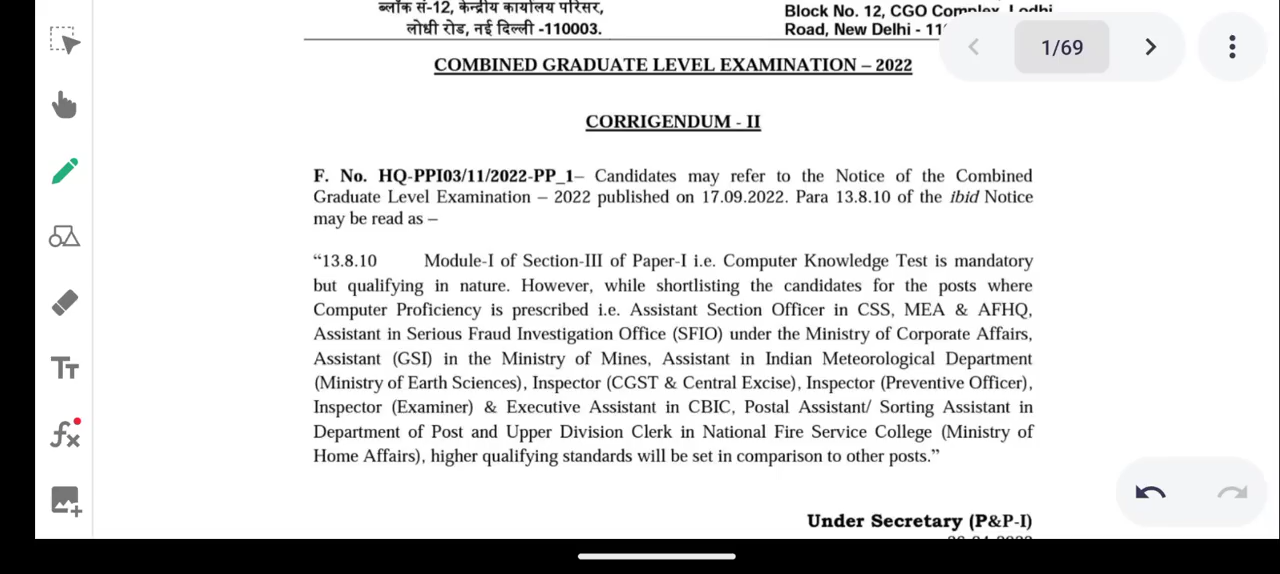 ब्लॉक सं-12, केन्द्रीय कार्यालय परिसर,
लोधी रोड, नई दिल्ली -110003.
Block No. 12, CGO Complex, Lodhi
Road, New Delhi - 11
1/69
COMBINED GRADUATE LEVEL EXAMINATION – 2022
CORRIGENDUM - II
F. No. HQ-PPI03/11/2022-PP_1– Candidates may refer to the Notice of the Combined
Graduate Level Examination – 2022 published on 17.09.2022. Para 13.8.10 of the ibid Notice
may be read as –
“13.8.10 Module-I of Section-III of Paper-I i.e. Computer Knowledge Test is mandatory
but qualifying in nature. However, while shortlisting the candidates for the posts where
Computer Proficiency is prescribed i.e. Assistant Section Officer in CSS, MEA & AFHQ,
Assistant in Serious Fraud Investigation Office (SFIO) under the Ministry of Corporate Affairs,
Assistant (GSI) in the Ministry of Mines, Assistant in Indian Meteorological Department
(Ministry of Earth Sciences), Inspector (CGST & Central Excise), Inspector (Preventive Officer),
Inspector (Examiner) & Executive Assistant in CBIC, Postal Assistant/ Sorting Assistant in
Department of Post and Upper Division Clerk in National Fire Service College (Ministry of
Home Affairs), higher qualifying standards will be set in comparison to other posts.”
Under Secretary (P&P-I)
Tт
fx